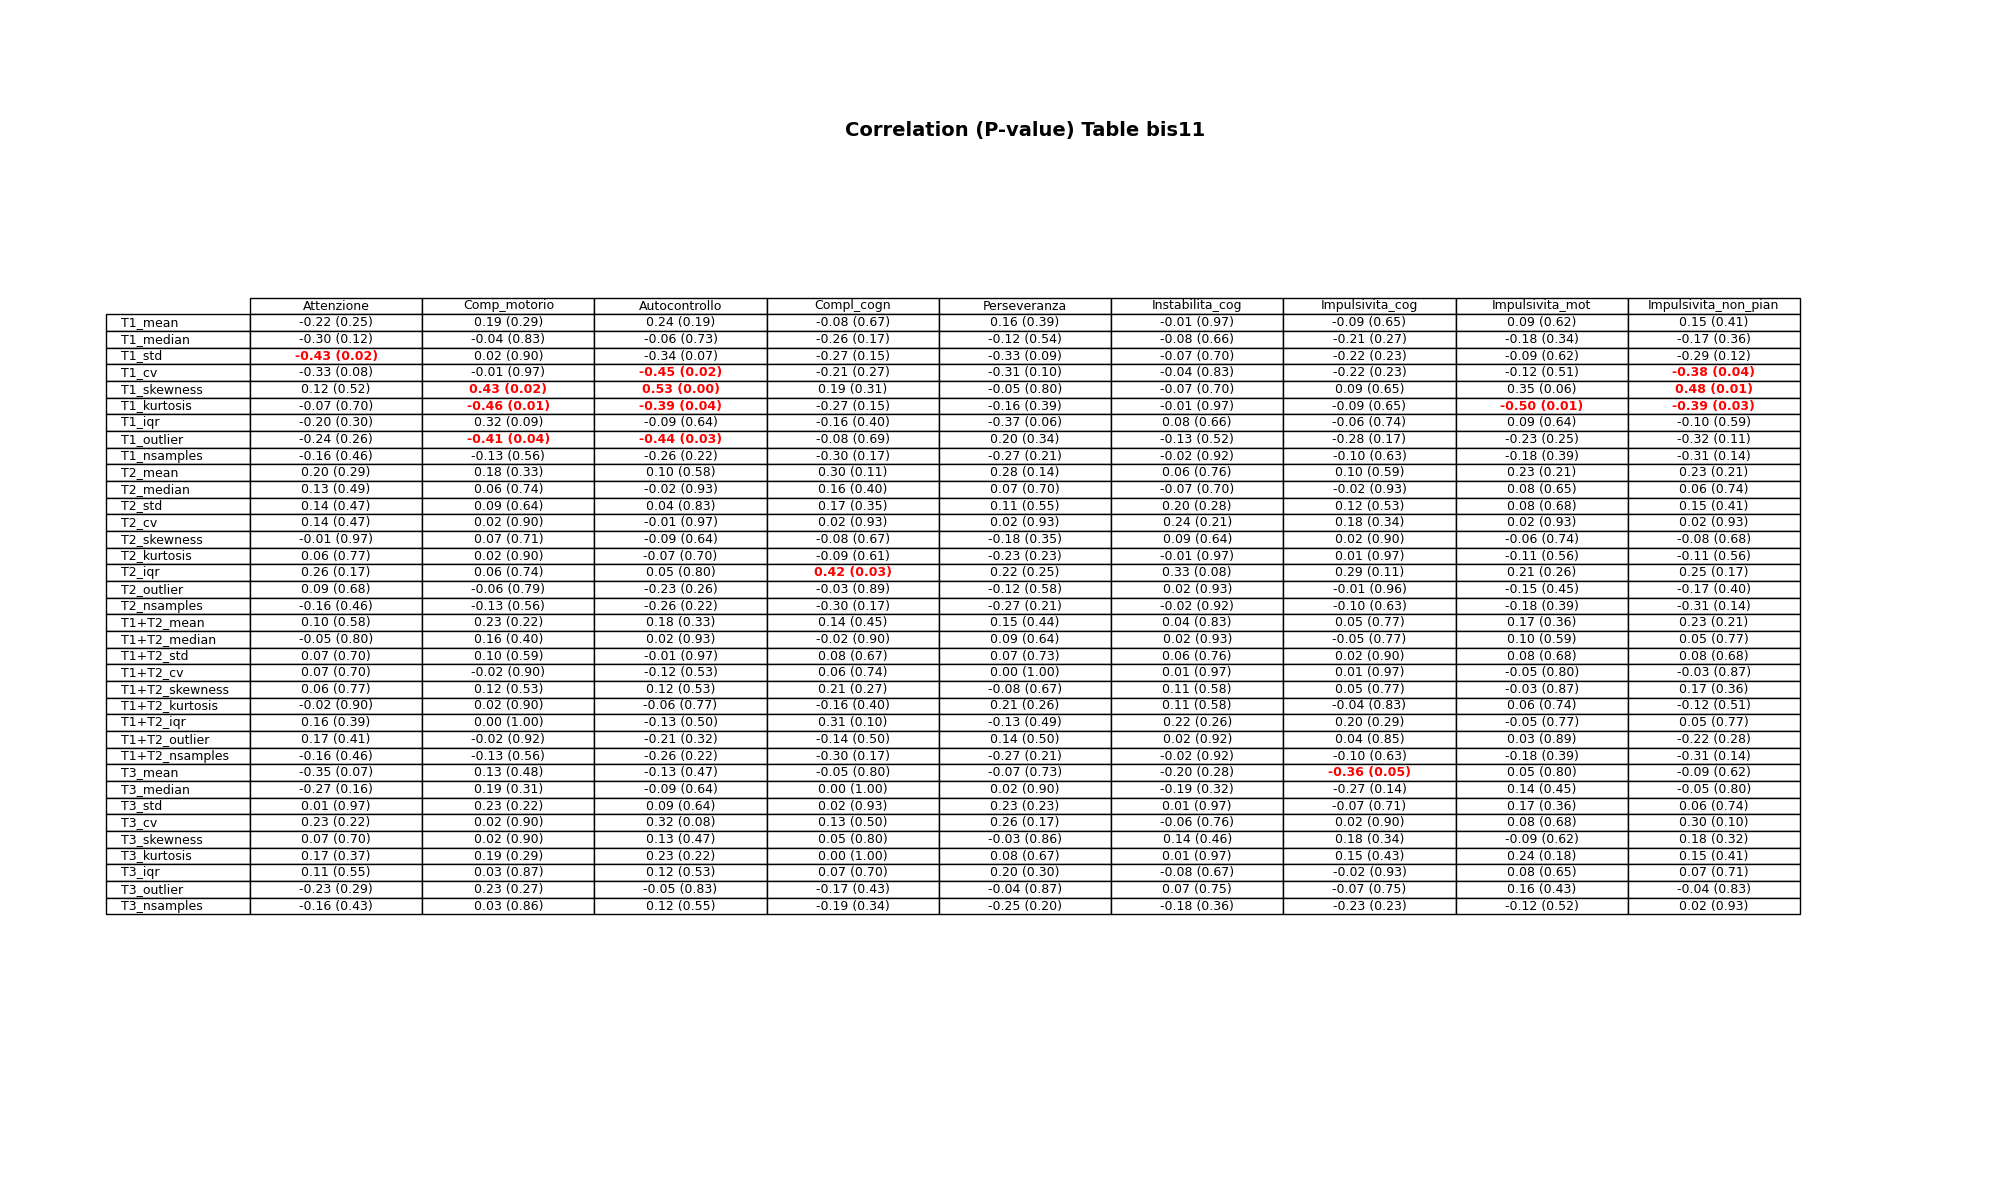 Correlation (P-value) Table bis11
Attenzione Comp_motorio Autocontrollo Compl_cogn Perseveranza Instabilita_cog Impulsivita_cog Impulsivita_mot Impulsivita_non_pian
T1_mean -0.22 (0.25) 0.19 (0.29) 0.24 (0.19) -0.08 (0.67) 0.16 (0.39) -0.01 (0.97) -0.09 (0.65) 0.09 (0.62) 0.15 (0.41)
T1_median -0.30 (0.12) -0.04 (0.83) -0.06 (0.73) -0.26 (0.17) -0.12 (0.54) -0.08 (0.66) -0.21 (0.27) -0.18 (0.34) -0.17 (0.36)
T1_std -0.43 (0.02) 0.02 (0.90) -0.34 (0.07) -0.27 (0.15) -0.33 (0.09) -0.07 (0.70) -0.22 (0.23) -0.09 (0.62) -0.29 (0.12)
T1_cv -0.33 (0.08) -0.01 (0.97) -0.45 (0.02) -0.21 (0.27) -0.31 (0.10) -0.04 (0.83) -0.22 (0.23) -0.12 (0.51) -0.38 (0.04)
T1_skewness 0.12 (0.52) 0.43 (0.02) 0.53 (0.00) 0.19 (0.31) -0.05 (0.80) -0.07 (0.70) 0.09 (0.65) 0.35 (0.06) 0.48 (0.01)
T1_kurtosis -0.07 (0.70) -0.46 (0.01) -0.39 (0.04) -0.27 (0.15) -0.16 (0.39) -0.01 (0.97) -0.09 (0.65) -0.50 (0.01) -0.39 (0.03)
T1_iqr -0.20 (0.30) 0.32 (0.09) -0.09 (0.64) -0.16 (0.40) -0.37 (0.06) 0.08 (0.66) -0.06 (0.74) 0.09 (0.64) -0.10 (0.59)
T1_outlier -0.24 (0.26) -0.41 (0.04) -0.44 (0.03) -0.08 (0.69) 0.20 (0.34) -0.13 (0.52) -0.28 (0.17) -0.23 (0.25) -0.32 (0.11)
T1_nsamples -0.16 (0.46) -0.13 (0.56) -0.26 (0.22) -0.30 (0.17) -0.27 (0.21) -0.02 (0.92) -0.10 (0.63) -0.18 (0.39) -0.31 (0.14)
T2_mean 0.20 (0.29) 0.18 (0.33) 0.10 (0.58) 0.30 (0.11) 0.28 (0.14) 0.06 (0.76) 0.10 (0.59) 0.23 (0.21) 0.23 (0.21)
T2_median 0.13 (0.49) 0.06 (0.74) -0.02 (0.93) 0.16 (0.40) 0.07 (0.70) -0.07 (0.70) -0.02 (0.93) 0.08 (0.65) 0.06 (0.74)
T2_std 0.14 (0.47) 0.09 (0.64) 0.04 (0.83) 0.17 (0.35) 0.11 (0.55) 0.20 (0.28) 0.12 (0.53) 0.08 (0.68) 0.15 (0.41)
T2_cv 0.14 (0.47) 0.02 (0.90) -0.01 (0.97) 0.02 (0.93) 0.02 (0.93) 0.24 (0.21) 0.18 (0.34) 0.02 (0.93) 0.02 (0.93)
T2_skewness -0.01 (0.97) 0.07 (0.71) -0.09 (0.64) -0.08 (0.67) -0.18 (0.35) 0.09 (0.64) 0.02 (0.90) -0.06 (0.74) -0.08 (0.68)
T2_kurtosis 0.06 (0.77) 0.02 (0.90) -0.07 (0.70) -0.09 (0.61) -0.23 (0.23) -0.01 (0.97) 0.01 (0.97) -0.11 (0.56) -0.11 (0.56)
T2_iqr 0.26 (0.17) 0.06 (0.74) 0.05 (0.80) 0.42 (0.03) 0.22 (0.25) 0.33 (0.08) 0.29 (0.11) 0.21 (0.26) 0.25 (0.17)
T2_outlier 0.09 (0.68) -0.06 (0.79) -0.23 (0.26) -0.03 (0.89) -0.12 (0.58) 0.02 (0.93) -0.01 (0.96) -0.15 (0.45) -0.17 (0.40)
T2_nsamples -0.16 (0.46) -0.13 (0.56) -0.26 (0.22) -0.30 (0.17) -0.27 (0.21) -0.02 (0.92) -0.10 (0.63) -0.18 (0.39) -0.31 (0.14)
T1+T2_mean 0.10 (0.58) 0.23 (0.22) 0.18 (0.33) 0.14 (0.45) 0.15 (0.44) 0.04 (0.83) 0.05 (0.77) 0.17 (0.36) 0.23 (0.21)
T1+T2_median -0.05 (0.80) 0.16 (0.40) 0.02 (0.93) -0.02 (0.90) 0.09 (0.64) 0.02 (0.93) -0.05 (0.77) 0.10 (0.59) 0.05 (0.77)
T1+T2_std 0.07 (0.70) 0.10 (0.59) -0.01 (0.97) 0.08 (0.67) 0.07 (0.73) 0.06 (0.76) 0.02 (0.90) 0.08 (0.68) 0.08 (0.68)
T1+T2_cv 0.07 (0.70) -0.02 (0.90) -0.12 (0.53) 0.06 (0.74) 0.00 (1.00) 0.01 (0.97) 0.01 (0.97) -0.05 (0.80) -0.03 (0.87)
T1+T2_skewness 0.06 (0.77) 0.12 (0.53) 0.12 (0.53) 0.21 (0.27) -0.08 (0.67) 0.11 (0.58) 0.05 (0.77) -0.03 (0.87) 0.17 (0.36)
T1+T2_kurtosis -0.02 (0.90) 0.02 (0.90) -0.06 (0.77) -0.16 (0.40) 0.21 (0.26) 0.11 (0.58) -0.04 (0.83) 0.06 (0.74) -0.12 (0.51)
T1+T2_iqr 0.16 (0.39) 0.00 (1.00) -0.13 (0.50) 0.31 (0.10) -0.13 (0.49) 0.22 (0.26) 0.20 (0.29) -0.05 (0.77) 0.05 (0.77)
T1+T2_outlier 0.17 (0.41) -0.02 (0.92) -0.21 (0.32) -0.14 (0.50) 0.14 (0.50) 0.02 (0.92) 0.04 (0.85) 0.03 (0.89) -0.22 (0.28)
T1+T2_nsamples -0.16 (0.46) -0.13 (0.56) -0.26 (0.22) -0.30 (0.17) -0.27 (0.21) -0.02 (0.92) -0.10 (0.63) -0.18 (0.39) -0.31 (0.14)
T3_mean -0.35 (0.07) 0.13 (0.48) -0.13 (0.47) -0.05 (0.80) -0.07 (0.73) -0.20 (0.28) -0.36 (0.05) 0.05 (0.80) -0.09 (0.62)
T3_median -0.27 (0.16) 0.19 (0.31) -0.09 (0.64) 0.00 (1.00) 0.02 (0.90) -0.19 (0.32) -0.27 (0.14) 0.14 (0.45) -0.05 (0.80)
T3_std 0.01 (0.97) 0.23 (0.22) 0.09 (0.64) 0.02 (0.93) 0.23 (0.23) 0.01 (0.97) -0.07 (0.71) 0.17 (0.36) 0.06 (0.74)
T3_cv 0.23 (0.22) 0.02 (0.90) 0.32 (0.08) 0.13 (0.50) 0.26 (0.17) -0.06 (0.76) 0.02 (0.90) 0.08 (0.68) 0.30 (0.10)
T3_skewness 0.07 (0.70) 0.02 (0.90) 0.13 (0.47) 0.05 (0.80) -0.03 (0.86) 0.14 (0.46) 0.18 (0.34) -0.09 (0.62) 0.18 (0.32)
T3_kurtosis 0.17 (0.37) 0.19 (0.29) 0.23 (0.22) 0.00 (1.00) 0.08 (0.67) 0.01 (0.97) 0.15 (0.43) 0.24 (0.18) 0.15 (0.41)
T3_iqr 0.11 (0.55) 0.03 (0.87) 0.12 (0.53) 0.07 (0.70) 0.20 (0.30) -0.08 (0.67) -0.02 (0.93) 0.08 (0.65) 0.07 (0.71)
T3_outlier -0.23 (0.29) 0.23 (0.27) -0.05 (0.83) -0.17 (0.43) -0.04 (0.87) 0.07 (0.75) -0.07 (0.75) 0.16 (0.43) -0.04 (0.83)
T3_nsamples -0.16 (0.43) 0.03 (0.86) 0.12 (0.55) -0.19 (0.34) -0.25 (0.20) -0.18 (0.36) -0.23 (0.23) -0.12 (0.52) 0.02 (0.93)